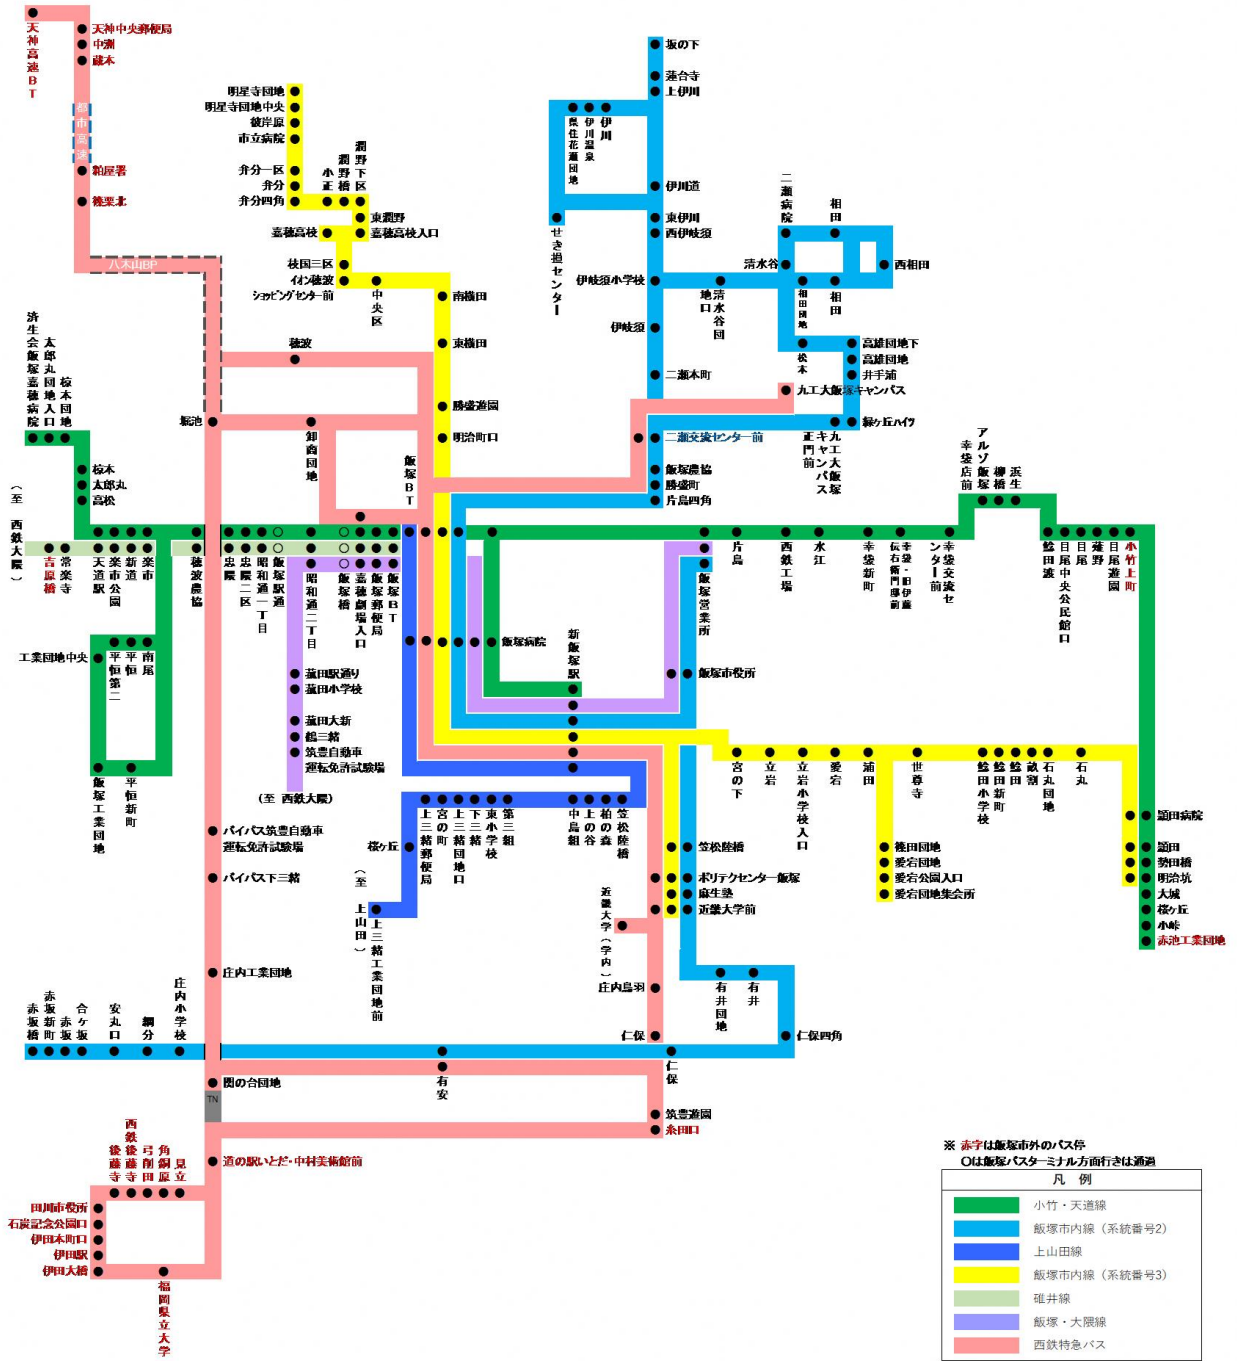 天神高速BT
天神中央郵便局
中洲
蔵本
都市高速
粕屋署
篠栗北
八木山BP
明星寺団地
明星寺団地中央
彼岸原
市立病院
弁分一区
弁分
弁分四角
小正
潤野橋
潤野下区
東潤野
嘉穂高校
嘉穂高校入口
枝国三区
イオン穂波
ショッピングセンター前
中央区
南横田
東横田
勝盛遊園
明治町口
坂の下
蓮台寺
上伊川
県住花瀬団地
伊川温泉
伊川
伊川道
せき損センター
東伊川
西伊岐須
伊岐須小学校
伊岐須
二瀬本町
二瀬交流センター前
飯塚農協
勝盛町
片島四角
二瀬病院
相田
清水谷
西相田
清水谷団地口
相田団地
相田
松本
高雄団地下
高雄団地
井手浦
緑ヶ丘ハイツ
九工大飯塚キャンパス
九工大飯塚キャンパス正門前
済生会飯塚嘉穂病院
太郎丸団地入口
椋本団地
椋本
太郎丸
高松
穂波
堀池
卸商団地
飯塚BT
(至 西鉄大隈)
吉原橋
常楽寺
天道駅
楽市公園
新道
楽市
穂波農協
忠隈
忠隈二区
昭和通一丁目
飯塚駅通
昭和通二丁目
飯塚橋
嘉穂劇場入口
飯塚郵便局
飯塚BT
工業団地中央
平恒第二
平恒
南尾
飯塚工業団地
平恒新町
菰田駅通り
菰田小学校
菰田大新
鶴三緒
筑豊自動車
運転免許試験場
(至 西鉄大隈)
飯塚病院
新飯塚駅
飯塚営業所
飯塚市役所
片島
西鉄工場
水江
幸袋新町
幸袋・旧伊藤伝右衛門邸前
幸袋交流センター前
アルゾ飯塚幸袋店前
柳橋
浜生
鯰田渡
目尾中央公民館口
目尾
薙野
目尾遊園
小竹上町
宮の下
立岩
立岩小学校入口
愛宕
浦田
世尊寺
鯰田小学校
鯰田新町
鯰田
畝割
石丸団地
石丸
篠田団地
愛宕団地
愛宕公園入口
愛宕団地集会所
頴田病院
頴田
勢田橋
明治坑
大城
桜ケ丘
小峠
赤池工業団地
桜ケ丘
上三緒郵便局
宮の町
上三緒団地口
下三緒
東小学校
第三組
中島組
上の谷
柏の森
笠松陸橋
(至 上山田)
上三緒工業団地前
笠松陸橋
ポリテクセンター飯塚
麻生塾
近畿大学前
近畿大学(学内)
庄内鳥羽
仁保
有井団地
有井
仁保四角
仁保
バイパス筑豊自動車
運転免許試験場
バイパス下三緒
庄内工業団地
赤坂橋
赤坂新町
赤坂
合ケ坂
安丸口
綱分
庄内小学校
有安
関の台団地
TN
筑豊遊園
糸田口
道の駅いとだ・中村美術館前
後藤寺
西鉄後藤寺
弓削田
角銅原
見立
田川市役所
石炭記念公園口
伊田本町口
伊田駅
伊田大橋
福岡県立大学
※ 赤字は飯塚市外のバス停
○は飯塚バスターミナル方面行きは通過
凡 例
小竹・天道線
飯塚市内線（系統番号2）
上山田線
飯塚市内線（系統番号3）
碓井線
飯塚・大隈線
西鉄特急バス